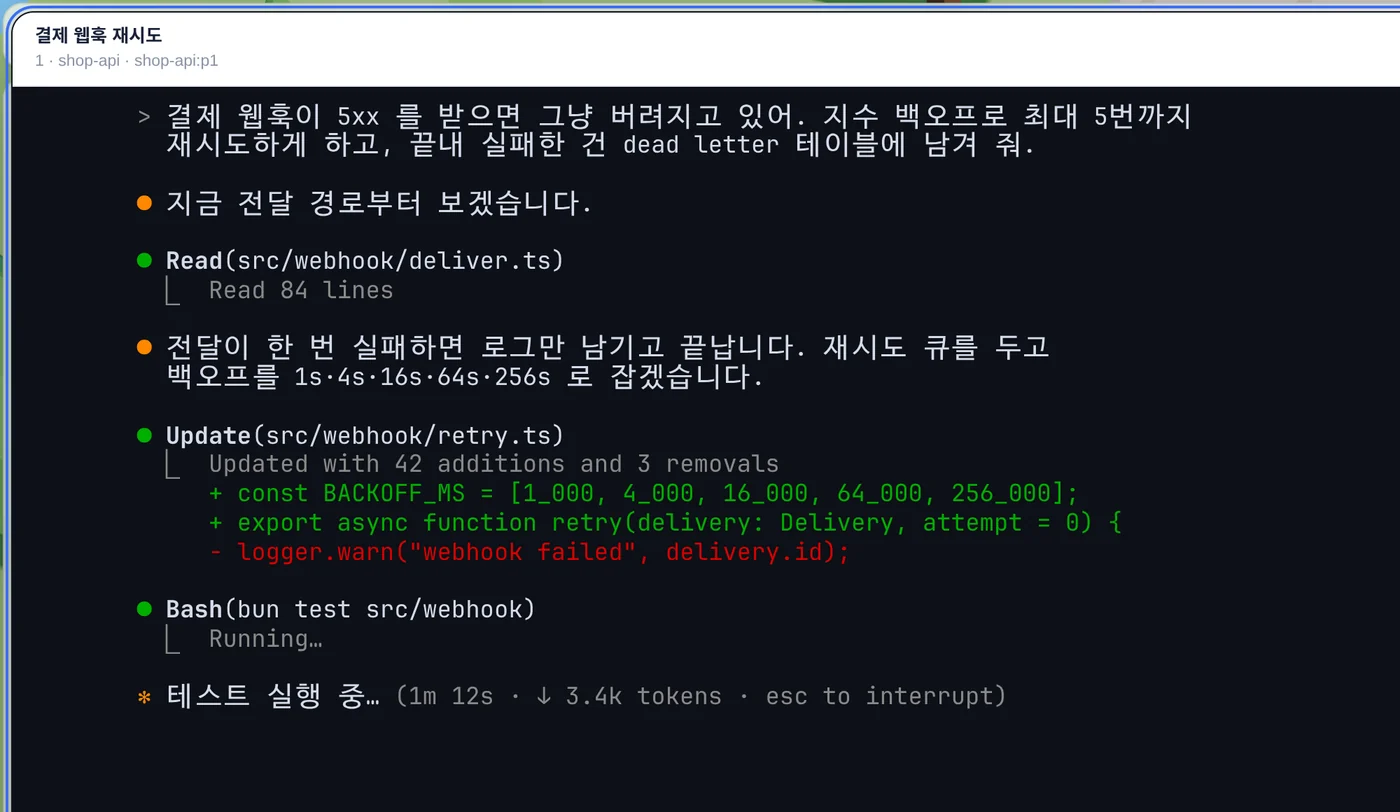 결제 웹훅 재시도
1 · shop-api · shop-api:p1
> 결제 웹훅이 5xx 를 받으면 그냥 버려지고 있어. 지수 백오프로 최대 5번까지
재시도하게 하고, 끝내 실패한 건 dead letter 테이블에 남겨 줘.
● 지금 전달 경로부터 보겠습니다.
● Read(src/webhook/deliver.ts)
⎿ Read 84 lines
● 전달이 한 번 실패하면 로그만 남기고 끝납니다. 재시도 큐를 두고
백오프를 1s·4s·16s·64s·256s 로 잡겠습니다.
● Update(src/webhook/retry.ts)
⎿ Updated with 42 additions and 3 removals
+ const BACKOFF_MS = [1_000, 4_000, 16_000, 64_000, 256_000];
+ export async function retry(delivery: Delivery, attempt = 0) {
- logger.warn("webhook failed", delivery.id);
● Bash(bun test src/webhook)
⎿ Running…
✻ 테스트 실행 중… (1m 12s · ↓ 3.4k tokens · esc to interrupt)